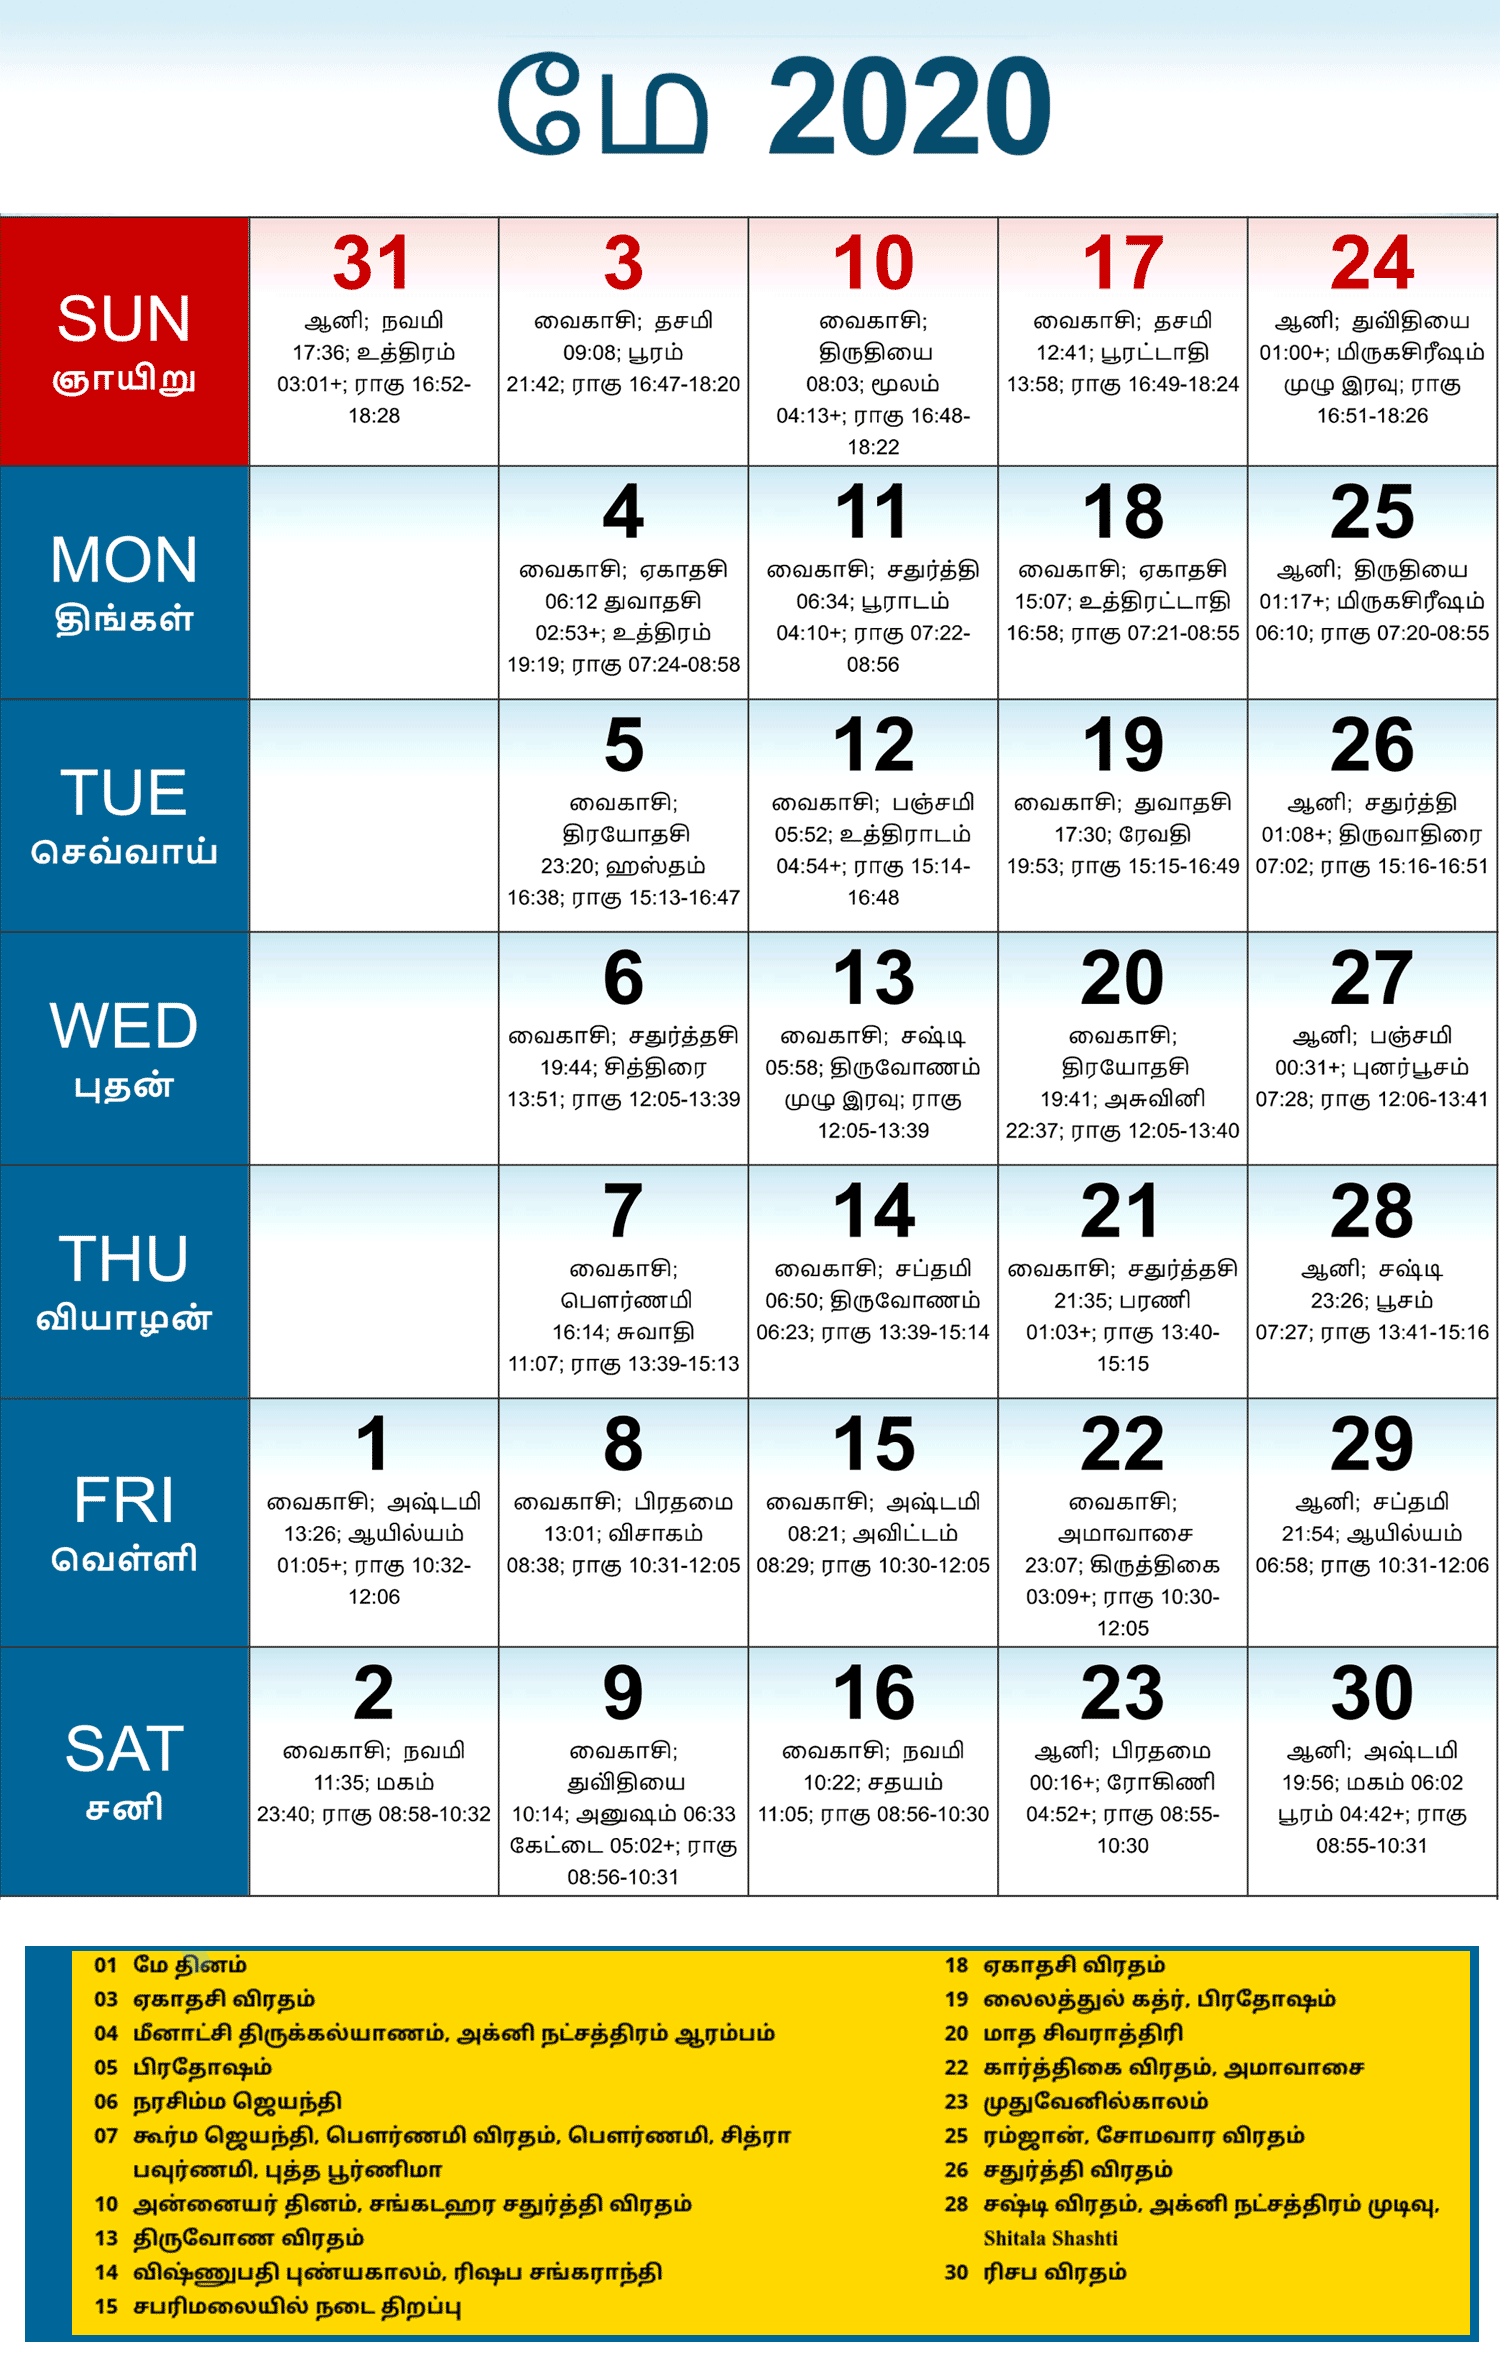 மே 2020
SUN
ஞாயிறு
31
ஆனி; நவமி
17:36; உத்திரம்
03:01+; ராகு 16:52-
18:28
3
வைகாசி; தசமி
09:08; பூரம்
21:42; ராகு 16:47-18:20
10
வைகாசி;
திருதியை
08:03; மூலம்
04:13+; ராகு 16:48-
18:22
17
வைகாசி; தசமி
12:41; பூரட்டாதி
13:58; ராகு 16:49-18:24
24
ஆனி; துவிதியை
01:00+; மிருகசிரீஷம்
முழு இரவு; ராகு
16:51-18:26
MON
திங்கள்
4
வைகாசி; ஏகாதசி
06:12 துவாதசி
02:53+; உத்திரம்
19:19; ராகு 07:24-08:58
11
வைகாசி; சதுர்த்தி
06:34; பூராடம்
04:10+; ராகு 07:22-
08:56
18
வைகாசி; ஏகாதசி
15:07; உத்திரட்டாதி
16:58; ராகு 07:21-08:55
25
ஆனி; திருதியை
01:17+; மிருகசிரீஷம்
06:10; ராகு 07:20-08:55
TUE
செவ்வாய்
5
வைகாசி;
திரயோதசி
23:20; ஹஸ்தம்
16:38; ராகு 15:13-16:47
12
வைகாசி; பஞ்சமி
05:52; உத்திராடம்
04:54+; ராகு 15:14-
16:48
19
வைகாசி; துவாதசி
17:30; ரேவதி
19:53; ராகு 15:15-16:49
26
ஆனி; சதுர்த்தி
01:08+; திருவாதிரை
07:02; ராகு 15:16-16:51
WED
புதன்
6
வைகாசி; சதுர்த்தசி
19:44; சித்திரை
13:51; ராகு 12:05-13:39
13
வைகாசி; சஷ்டி
05:58; திருவோணம்
முழு இரவு; ராகு
12:05-13:39
20
வைகாசி;
திரயோதசி
19:41; அசுவினி
22:37; ராகு 12:05-13:40
27
ஆனி; பஞ்சமி
00:31+; புனர்பூசம்
07:28; ராகு 12:06-13:41
THU
வியாழன்
7
வைகாசி;
பௌர்ணமி
16:14; சுவாதி
11:07; ராகு 13:39-15:13
14
வைகாசி; சப்தமி
06:50; திருவோணம்
06:23; ராகு 13:39-15:14
21
வைகாசி; சதுர்த்தசி
21:35; பரணி
01:03+; ராகு 13:40-
15:15
28
ஆனி; சஷ்டி
23:26; பூசம்
07:27; ராகு 13:41-15:16
FRI
வெள்ளி
1
வைகாசி; அஷ்டமி
13:26; ஆயில்யம்
01:05+; ராகு 10:32-
12:06
8
வைகாசி; பிரதமை
13:01; விசாகம்
08:38; ராகு 10:31-12:05
15
வைகாசி; அஷ்டமி
08:21; அவிட்டம்
08:29; ராகு 10:30-12:05
22
வைகாசி;
அமாவாசை
23:07; கிருத்திகை
03:09+; ராகு 10:30-
12:05
29
ஆனி; சப்தமி
21:54; ஆயில்யம்
06:58; ராகு 10:31-12:06
SAT
சனி
2
வைகாசி; நவமி
11:35; மகம்
23:40; ராகு 08:58-10:32
9
வைகாசி;
துவிதியை
10:14; அனுஷம் 06:33
கேட்டை 05:02+; ராகு
08:56-10:31
16
வைகாசி; நவமி
10:22; சதயம்
11:05; ராகு 08:56-10:30
23
ஆனி; பிரதமை
00:16+; ரோகிணி
04:52+; ராகு 08:55-
10:30
30
ஆனி; அஷ்டமி
19:56; மகம் 06:02
பூரம் 04:42+; ராகு
08:55-10:31
01 மே தினம்
03 ஏகாதசி விரதம்
04 மீனாட்சி திருக்கல்யாணம், அக்னி நட்சத்திரம் ஆரம்பம்
05 பிரதோஷம்
06 நரசிம்ம ஜெயந்தி
07 கூர்ம ஜெயந்தி, பௌர்ணமி விரதம், பௌர்ணமி, சித்ரா
பவுர்ணமி, புத்த பூர்ணிமா
10 அன்னையர் தினம், சங்கடஹர சதுர்த்தி விரதம்
13 திருவோண விரதம்
14 விஷ்ணுபதி புண்யகாலம், ரிஷப சங்கராந்தி
15 சபரிமலையில் நடை திறப்பு
18 ஏகாதசி விரதம்
19 லைலத்துல் கத்ர், பிரதோஷம்
20 மாத சிவராத்திரி
22 கார்த்திகை விரதம், அமாவாசை
23 முதுவேனில்காலம்
25 ரம்ஜான், சோமவார விரதம்
26 சதுர்த்தி விரதம்
28 சஷ்டி விரதம், அக்னி நட்சத்திரம் முடிவு,
Shitala Shashti
30 ரிசப விரதம்